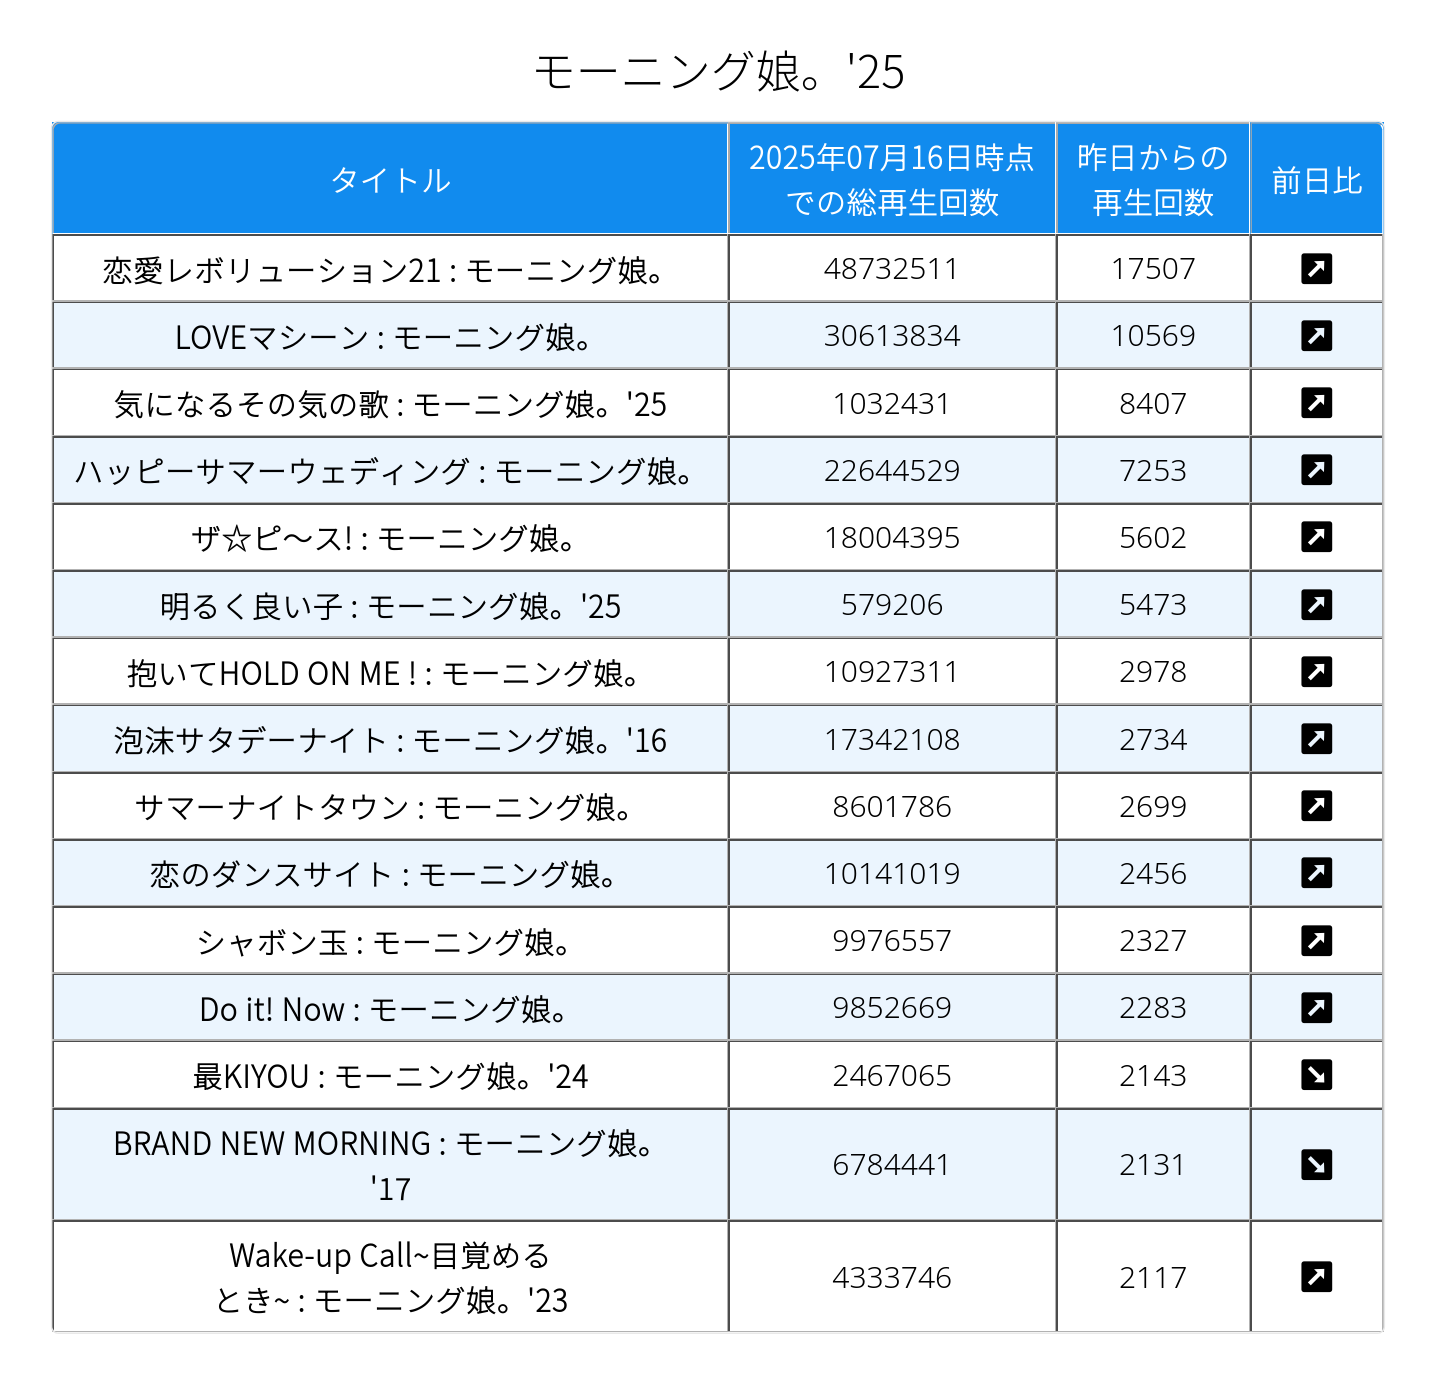 モーニング娘。'25
タイトル
2025年07月16日時点
での総再生回数
昨日からの
再生回数
前日比
恋愛レボリューション21 : モーニング娘。 48732511 17507
LOVEマシーン : モーニング娘。 30613834 10569
気になるその気の歌 : モーニング娘。'25 1032431 8407
ハッピーサマーウェディング : モーニング娘。 22644529 7253
ザ☆ピ〜ス! : モーニング娘。 18004395 5602
明るく良い子 : モーニング娘。'25 579206 5473
抱いてHOLD ON ME ! : モーニング娘。 10927311 2978
泡沫サタデーナイト : モーニング娘。'16 17342108 2734
サマーナイトタウン : モーニング娘。 8601786 2699
恋のダンスサイト : モーニング娘。 10141019 2456
シャボン玉 : モーニング娘。 9976557 2327
Do it! Now : モーニング娘。 9852669 2283
最KIYOU : モーニング娘。'24 2467065 2143
BRAND NEW MORNING : モーニング娘。
'17
6784441 2131
Wake-up Call~目覚める
とき~ : モーニング娘。'23
4333746 2117